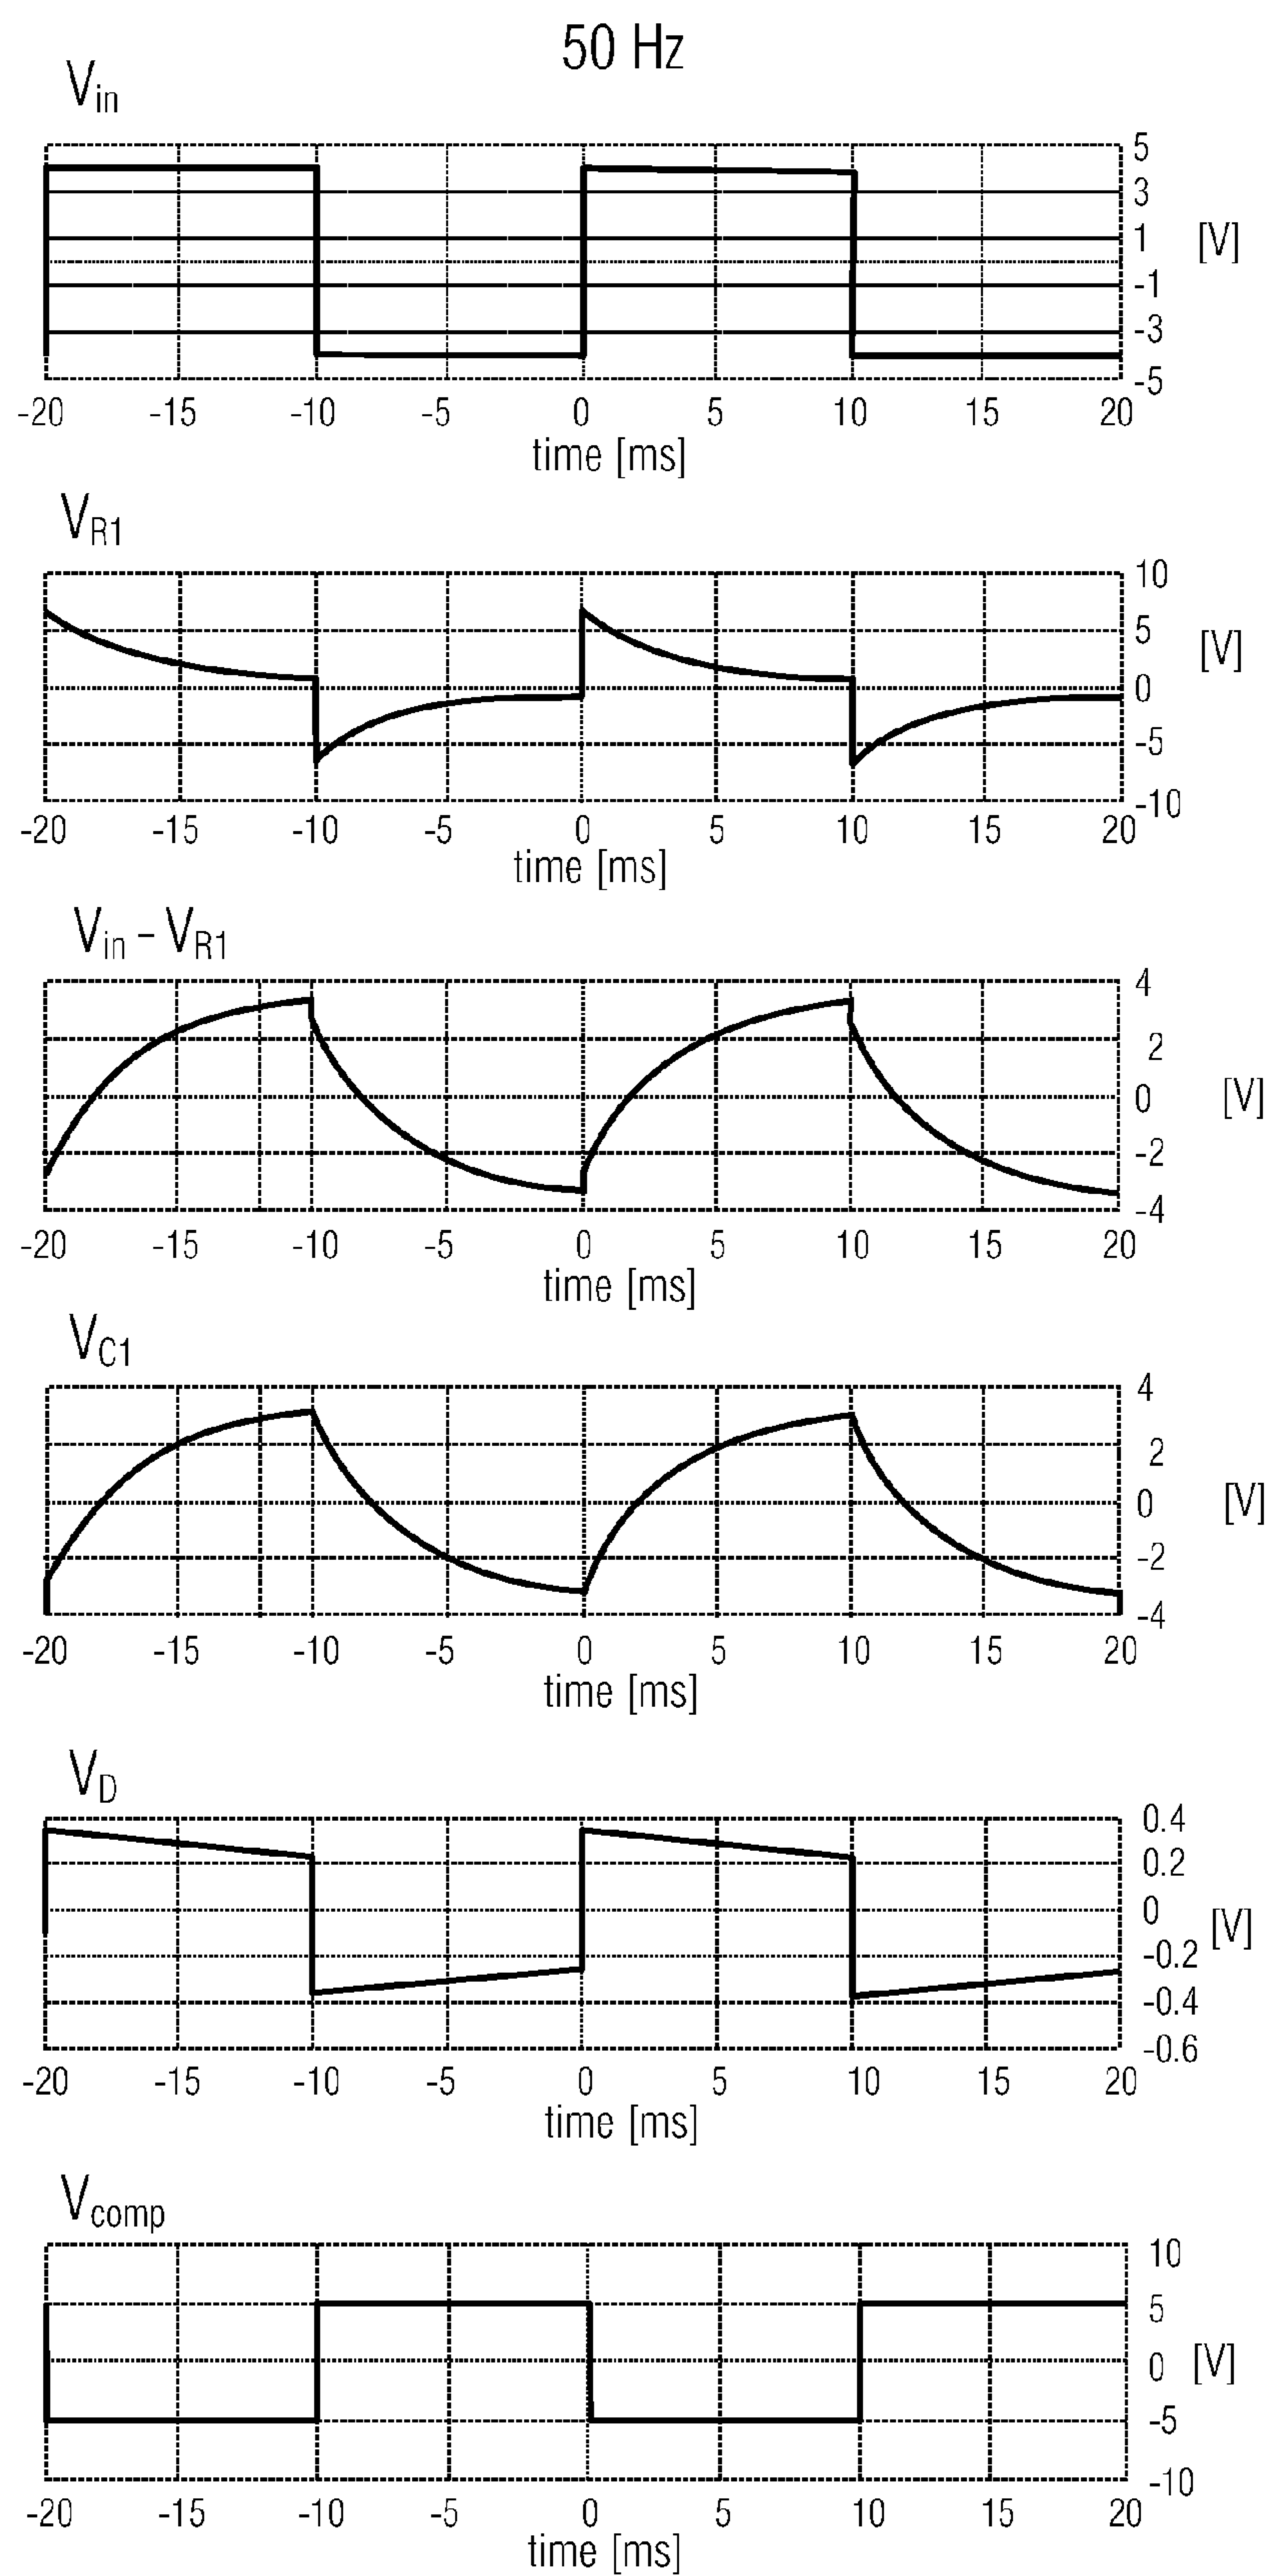 50 Hz
V_in
5
3
1
-1
-3
-5
[V]
-20 -15 -10 -5 0 5 10 15 20
time [ms]
V_R1
10
5
0
-5
-10
[V]
-20 -15 -10 -5 0 5 10 15 20
time [ms]
V_in - V_R1
4
2
0
-2
-4
[V]
-20 -15 -10 -5 0 5 10 15 20
time [ms]
V_C1
4
2
0
-2
-4
[V]
-20 -15 -10 -5 0 5 10 15 20
time [ms]
V_D
0.4
0.2
0
-0.2
-0.4
-0.6
[V]
-20 -15 -10 -5 0 5 10 15 20
time [ms]
V_comp
10
5
0
-5
-10
[V]
-20 -15 -10 -5 0 5 10 15 20
time [ms]